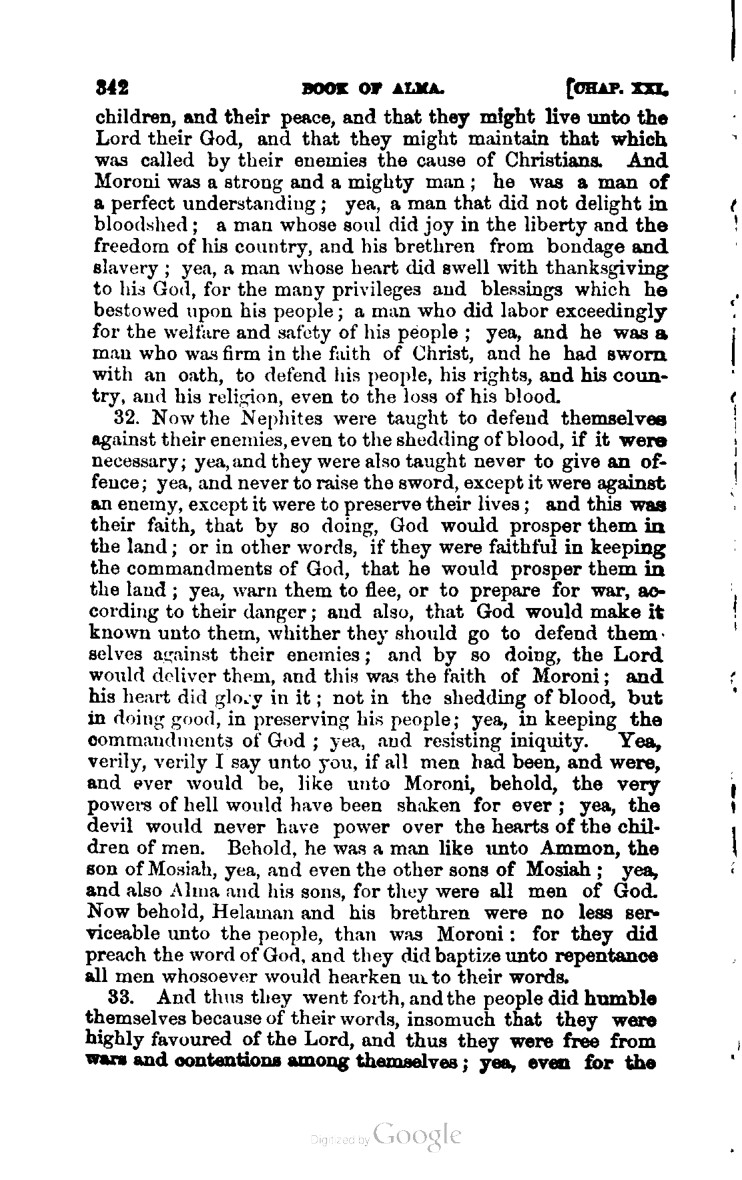 342 BOOK OF ALMA. [CHAP. XXI.
children, and their peace, and that they might live unto the
Lord their God, and that they might maintain that which
was called by their enemies the cause of Christians. And
Moroni was a strong and a mighty man; he was a man of
a perfect understanding; yea, a man that did not delight in
bloodshed; a man whose soul did joy in the liberty and the
freedom of his country, and his brethren from bondage and
slavery; yea, a man whose heart did swell with thanksgiving
to his God, for the many privileges and blessings which he
bestowed upon his people; a man who did labor exceedingly
for the welfare and safety of his people; yea, and he was a
man who was firm in the faith of Christ, and he had sworn
with an oath, to defend his people, his rights, and his coun-
try, and his religion, even to the loss of his blood.
32. Now the Nephites were taught to defend themselves
against their enemies, even to the shedding of blood, if it were
necessary; yea, and they were also taught never to give an of-
fence; yea, and never to raise the sword, except it were against
an enemy, except it were to preserve their lives; and this was
their faith, that by so doing, God would prosper them in
the land; or in other words, if they were faithful in keeping
the commandments of God, that he would prosper them in
the land; yea, warn them to flee, or to prepare for war, ac-
cording to their danger; and also, that God would make it
known unto them, whither they should go to defend them-
selves against their enemies; and by so doing, the Lord
would deliver them, and this was the faith of Moroni; and
his heart did glory in it; not in the shedding of blood, but
in doing good, in preserving his people; yea, in keeping the
commandments of God; yea, and resisting iniquity. Yea,
verily, verily I say unto you, if all men had been, and were,
and ever would be, like unto Moroni, behold, the very
powers of hell would have been shaken for ever; yea, the
devil would never have power over the hearts of the chil-
dren of men. Behold, he was a man like unto Ammon, the
son of Mosiah, yea, and even the other sons of Mosiah; yea,
and also Alma and his sons, for they were all men of God.
Now behold, Helaman and his brethren were no less ser-
viceable unto the people, than was Moroni: for they did
preach the word of God, and they did baptize unto repentance
all men whosoever would hearken unto their words.
33. And thus they went forth, and the people did humble
themselves because of their words, insomuch that they were
highly favoured of the Lord, and thus they were free from
wars and contentions among themselves; yea, even for the
Digitized by Google